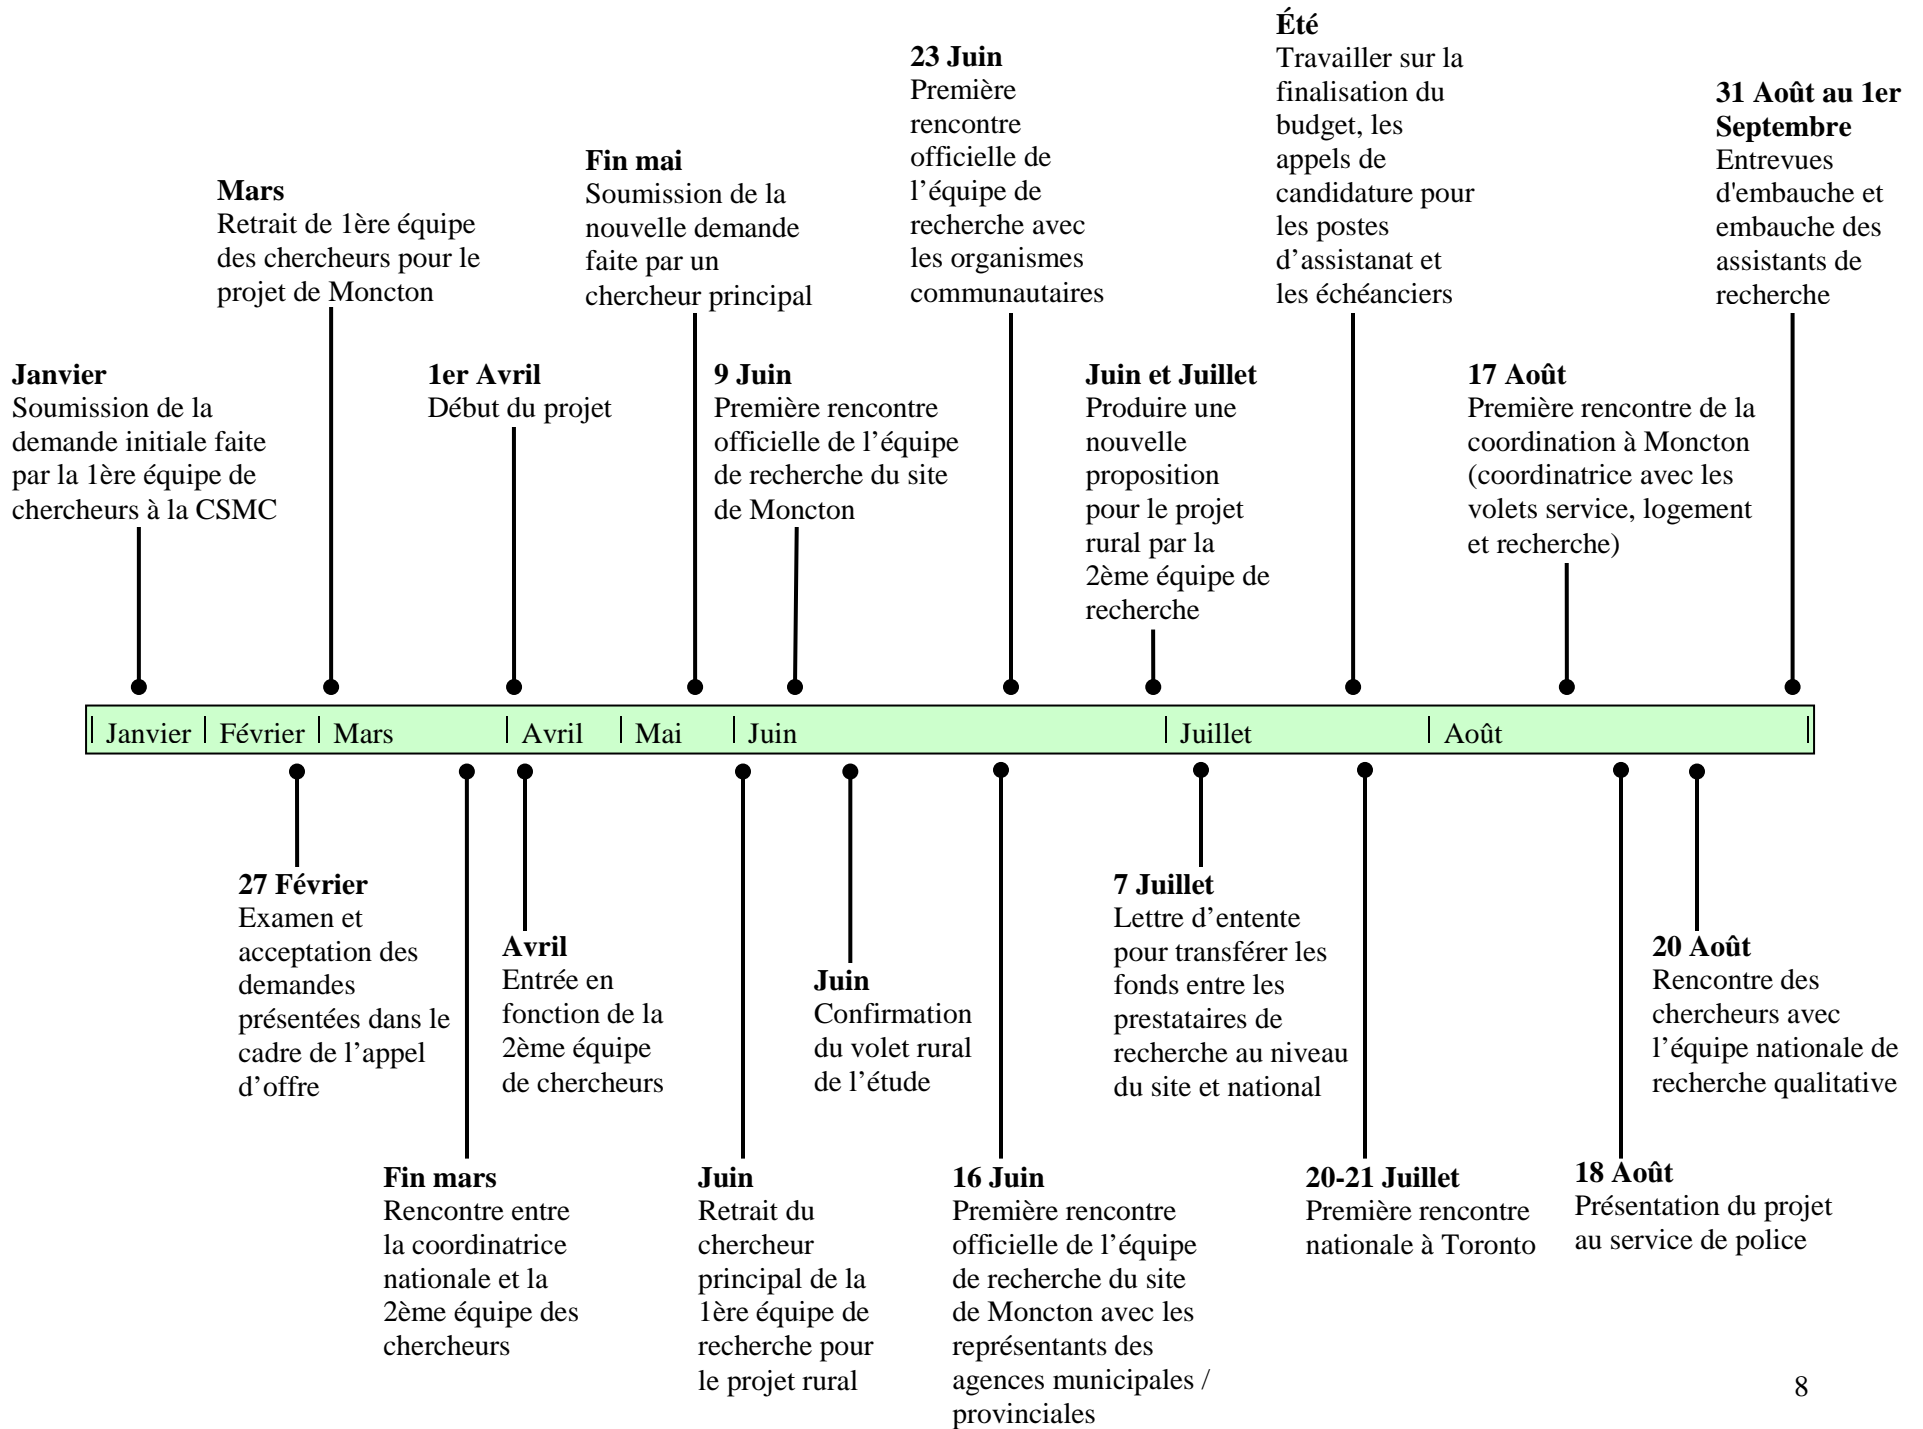 Janvier
Soumission de la
demande initiale faite
par la 1ère équipe de
chercheurs à la CSMC
Mars
Retrait de 1ère équipe
des chercheurs pour le
projet de Moncton
1er Avril
Début du projet
Fin mai
Soumission de la
nouvelle demande
faite par un
chercheur principal
9 Juin
Première rencontre
officielle de l’équipe
de recherche du site
de Moncton
23 Juin
Première
rencontre
officielle de
l’équipe de
recherche avec
les organismes
communautaires
Juin et Juillet
Produire une
nouvelle
proposition
pour le projet
rural par la
2ème équipe de
recherche
Été
Travailler sur la
finalisation du
budget, les
appels de
candidature pour
les postes
d’assistanat et
les échéanciers
17 Août
Première rencontre de la
coordination à Moncton
(coordinatrice avec les
volets service, logement
et recherche)
31 Août au 1er
Septembre
Entrevues
d'embauche et
embauche des
assistants de
recherche
Janvier
Février
Mars
Avril
Mai
Juin
Juillet
Août
27 Février
Examen et
acceptation des
demandes
présentées dans le
cadre de l’appel
d’offre
Fin mars
Rencontre entre
la coordinatrice
nationale et la
2ème équipe des
chercheurs
Avril
Entrée en
fonction de la
2ème équipe
de chercheurs
Juin
Retrait du
chercheur
principal de la
1ère équipe de
recherche pour
le projet rural
Juin
Confirmation
du volet rural
de l’étude
16 Juin
Première rencontre
officielle de l’équipe
de recherche du site
de Moncton avec les
représentants des
agences municipales /
provinciales
7 Juillet
Lettre d’entente
pour transférer les
fonds entre les
prestataires de
recherche au niveau
du site et national
20-21 Juillet
Première rencontre
nationale à Toronto
18 Août
Présentation du projet
au service de police
20 Août
Rencontre des
chercheurs avec
l’équipe nationale de
recherche qualitative
8